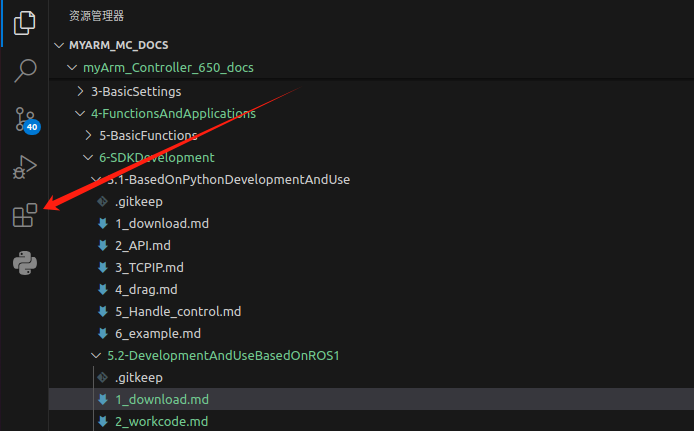 资源管理器
MYARM_MC_DOCS
myArm_Controller_650_docs
3-BasicSettings
4-FunctionsAndApplications
5-BasicFunctions
40
6-SDKDevelopment
5.1-BasedOnPythonDevelopmentAndUse
.gitkeep
1_download.md
2_API.md
3_TCPIP.md
4_drag.md
5_Handle_control.md
6_example.md
5.2-DevelopmentAndUseBasedOnROS1
.gitkeep
1_download.md
2_workcode.md